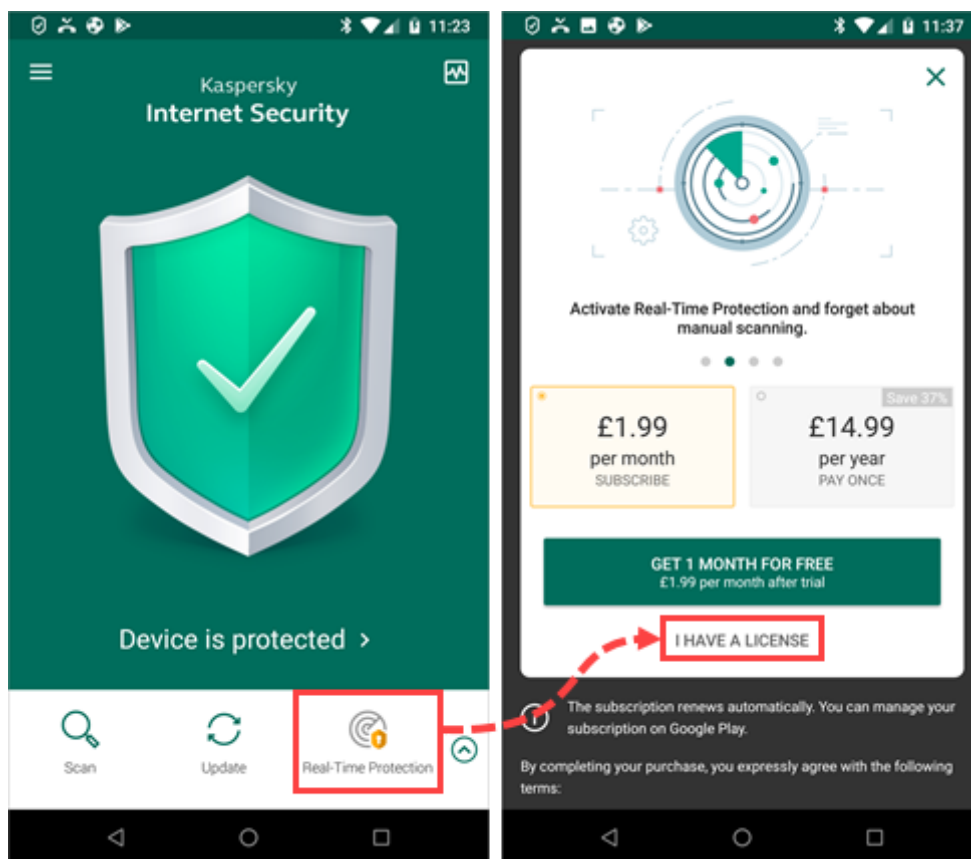 11:23
Kaspersky
Internet Security
Device is protected >
Scan
Update
Real-Time Protection
11:37
Activate Real-Time Protection and forget about
manual scanning.
£1.99
per month
SUBSCRIBE
Save 37%
£14.99
per year
PAY ONCE
GET 1 MONTH FOR FREE
£1.99 per month after trial
I HAVE A LICENSE
The subscription renews automatically. You can manage your
subscription on Google Play.
By completing your purchase, you expressly agree with the following
terms: